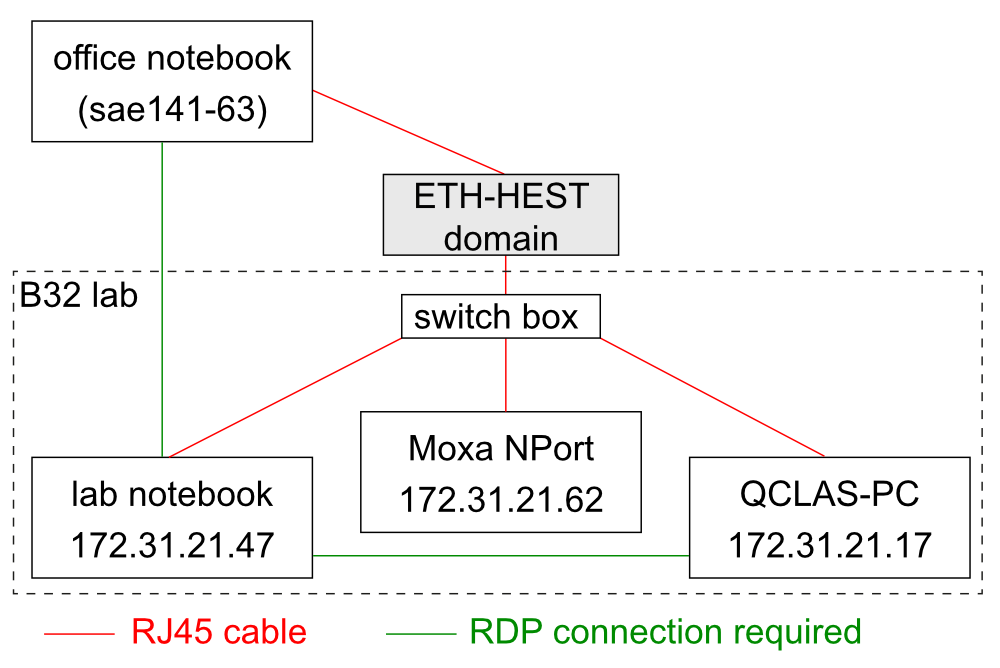 office notebook
(sae141-63)
ETH-HEST
domain
B32 lab
switch box
lab notebook
172.31.21.47
Moxa NPort
172.31.21.62
QCLAS-PC
172.31.21.17
RJ45 cable
RDP connection required